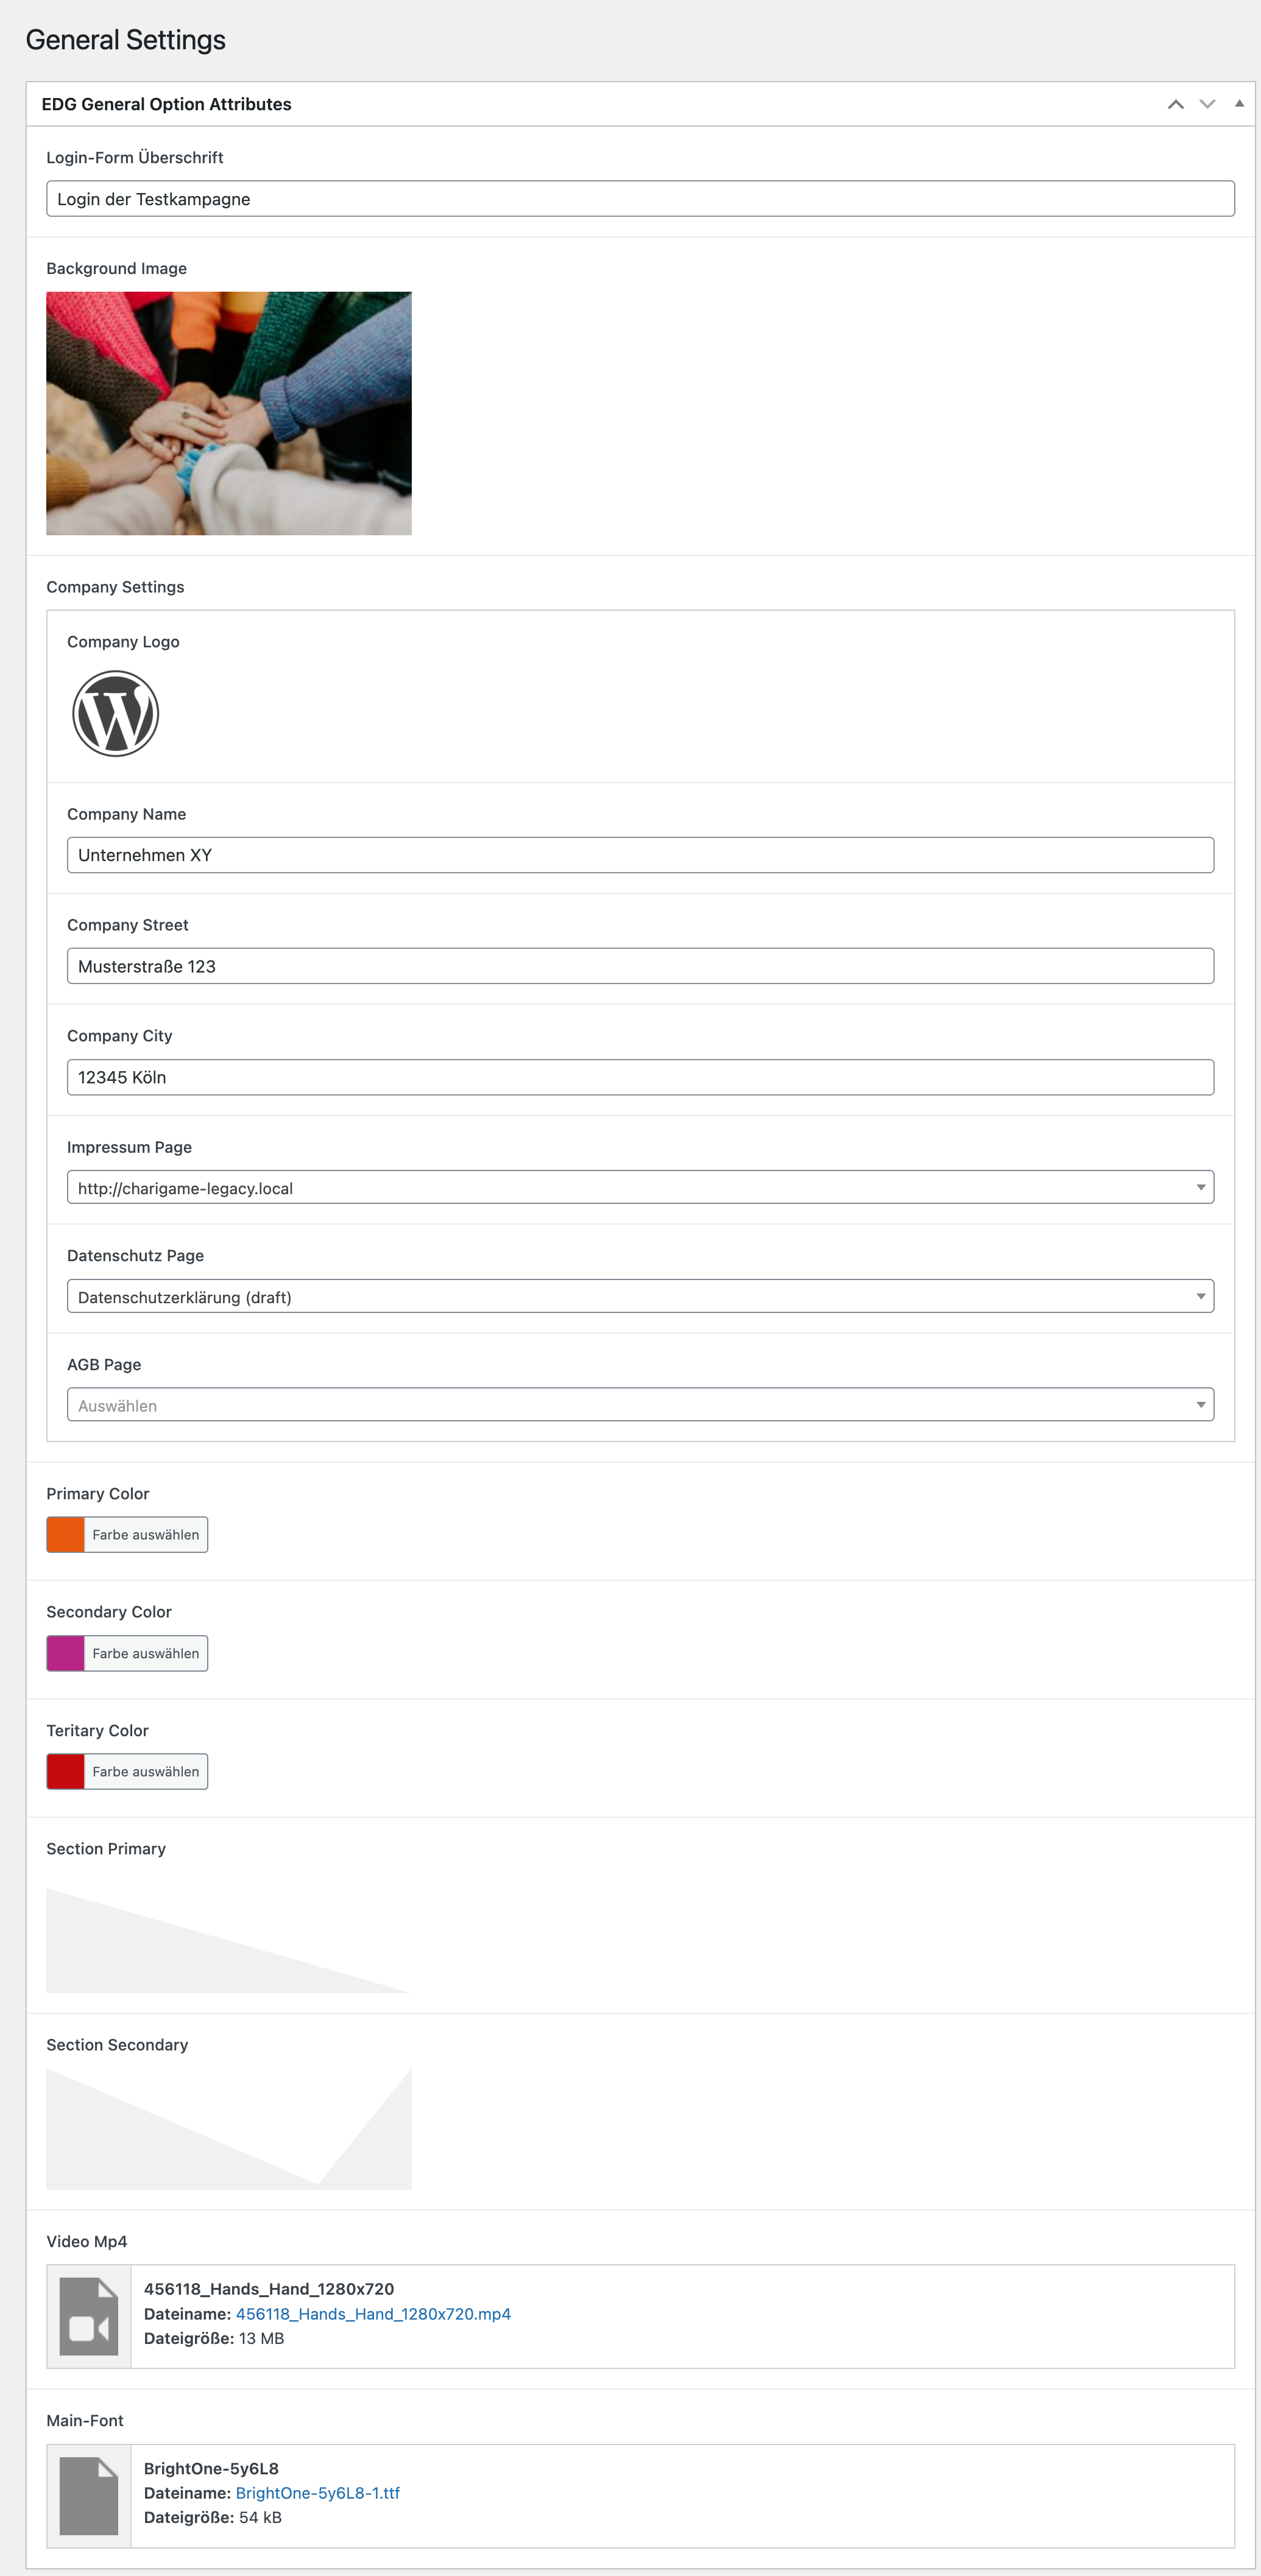 General Settings
EDG General Option Attributes
Login-Form Überschrift
Login der Testkampagne
Background Image
Company Settings
Company Logo
W
Company Name
Unternehmen XY
Company Street
Musterstraße 123
Company City
12345 Köln
Impressum Page
http://charigame-legacy.local
Datenschutz Page
Datenschutzerklärung (draft)
AGB Page
Auswählen
Primary Color
Farbe auswählen
Secondary Color
Farbe auswählen
Teritary Color
Farbe auswählen
Section Primary
Section Secondary
Video Mp4
456118_Hands_Hand_1280x720
Dateiname: 456118_Hands_Hand_1280x720.mp4
Dateigröße: 13 MB
Main-Font
BrightOne-5y6L8
Dateiname: BrightOne-5y6L8-1.ttf
Dateigröße: 54 kB